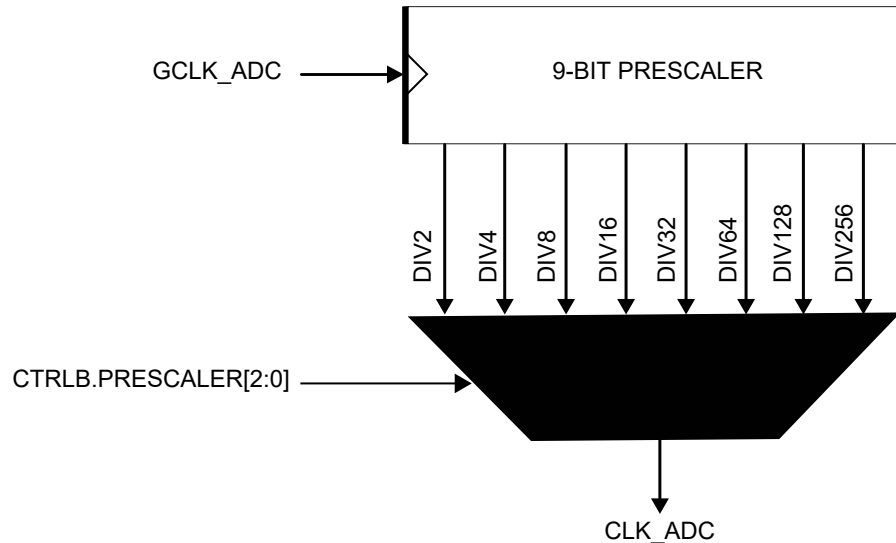 GCLK_ADC
9-BIT PRESCALER
DIV2
DIV4
DIV8
DIV16
DIV32
DIV64
DIV128
DIV256
CTRLB.PRESCALER[2:0]
CLK_ADC